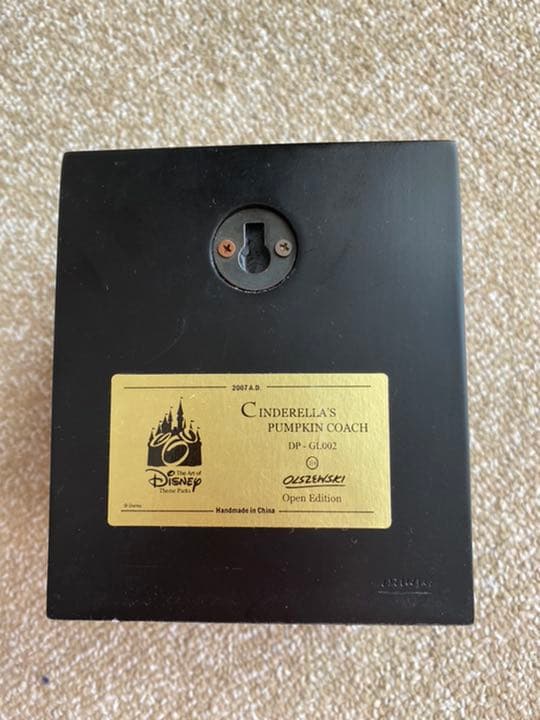 2007 A.D.
CINDERELLA'S
PUMPKIN COACH
DP - GL002
OLSZEWSKI
Open Edition
The Art of
DISNEY
Theme Parks
© Disney
Handmade in China